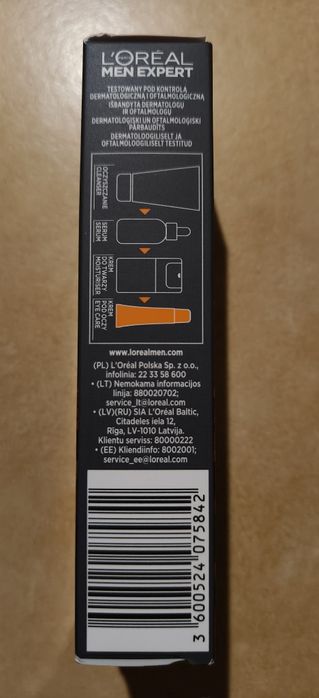 L'ORÉAL
MEN EXPERT
TESTOWANY POD KONTROLĄ
DERMATOLOGICZNĄ I OFTALMOLOGICZNĄ
IŠBANDYTA DERMATOLOGŲ
IR OFTALMOLOGŲ
DERMATOLOĢISKI UN OFTALMOLOĢISKI
PĀRBAUDĪTS
DERMATOLOOGILISELT JA
OFTALMOLOOGILISELT TESTITUD
OCZYSZCZANIE
CLEANSER
SERUM
SERUM
KREM
DO TWARZY
MOISTURISER
KREM
POD OCZY
EYE CARE
www.lorealmen.com
(PL) L'Oréal Polska Sp. z o.o.,
infolinia: 22 33 58 600
• (LT) Nemokama informacijos
linija: 880020702;
service_lt@loreal.com
• (LV)(RU) SIA L'Oréal Baltic,
Citadeles iela 12,
Rīga, LV-1010 Latvija.
Klientu serviss: 80000222
• (EE) Kliendiinfo: 8002001;
service_ee@loreal.com
3 600524 075842